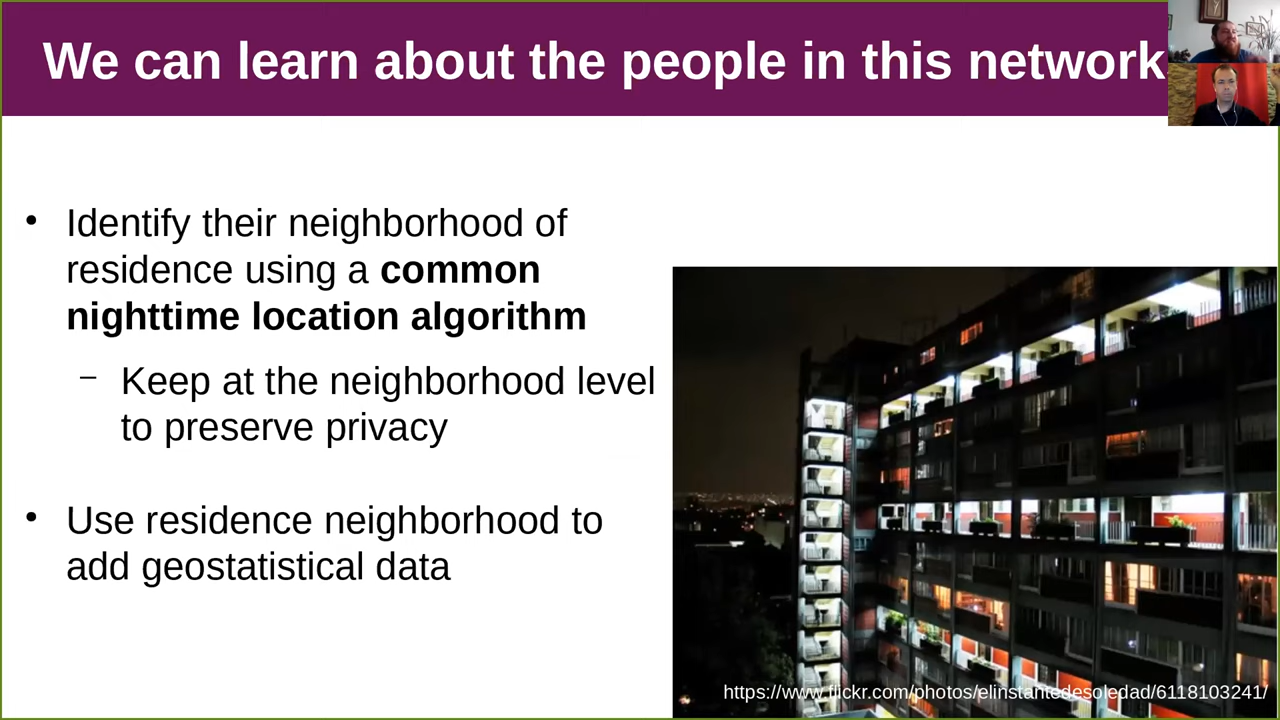 We can learn about the people in this network
• Identify their neighborhood of
residence using a common
nighttime location algorithm
– Keep at the neighborhood level
to preserve privacy
• Use residence neighborhood to
add geostatistical data
https://www.flickr.com/photos/elinstantedesoledad/6118103241/